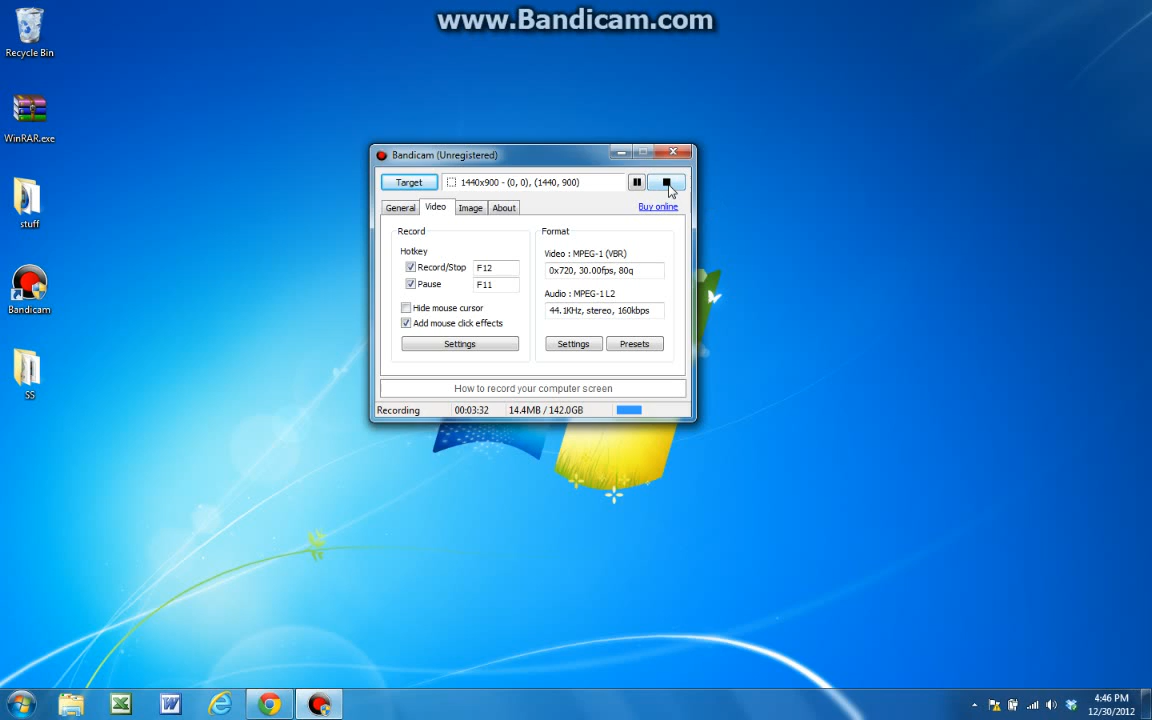 www.Bandicam.com
Recycle Bin
WinRAR.exe
stuff
Bandicam
SS
Bandicam (Unregistered)
Target
1440x900 - (0, 0), (1440, 900)
General Video Image About
Buy online
Record
Hotkey
Record/Stop F12
Pause F11
Hide mouse cursor
Add mouse click effects
Settings
Format
Video : MPEG-1 (VBR)
0x720, 30.00fps, 80q
Audio : MPEG-1 L2
44.1KHz, stereo, 160kbps
Settings Presets
How to record your computer screen
Recording 00:03:32 14.4MB / 142.0GB
4:46 PM
12/30/2012